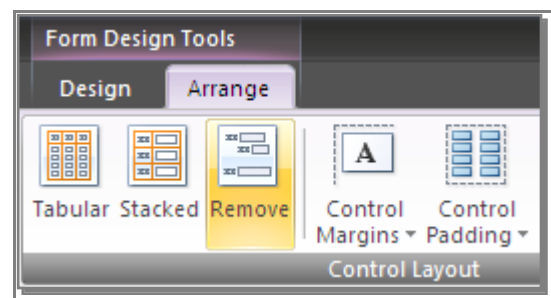 Form Design Tools
Design Arrange
Tabular Stacked Remove Control Margins Control Padding
Control Layout